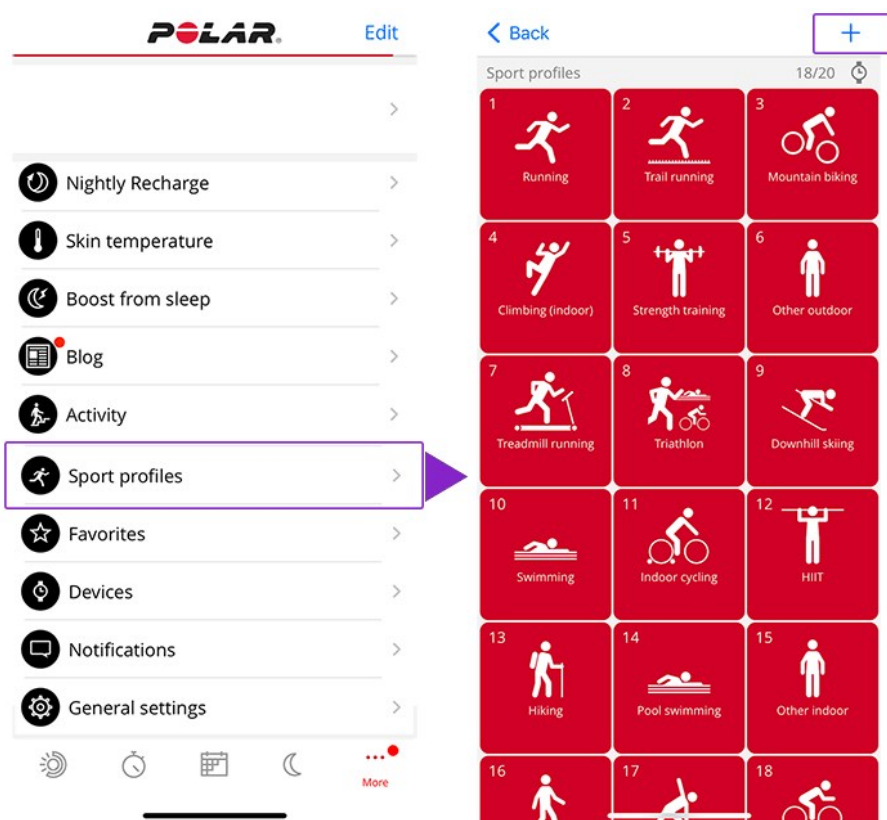 POLAR.
Edit
Nightly Recharge
Skin temperature
Boost from sleep
Blog
Activity
Sport profiles
Favorites
Devices
Notifications
General settings
More
Back
+
Sport profiles 18/20
1
Running
2
Trail running
3
Mountain biking
4
Climbing (indoor)
5
Strength training
6
Other outdoor
7
Treadmill running
8
Triathlon
9
Downhill skiing
10
Swimming
11
Indoor cycling
12
HIIT
13
Hiking
14
Pool swimming
15
Other indoor
16
17
18